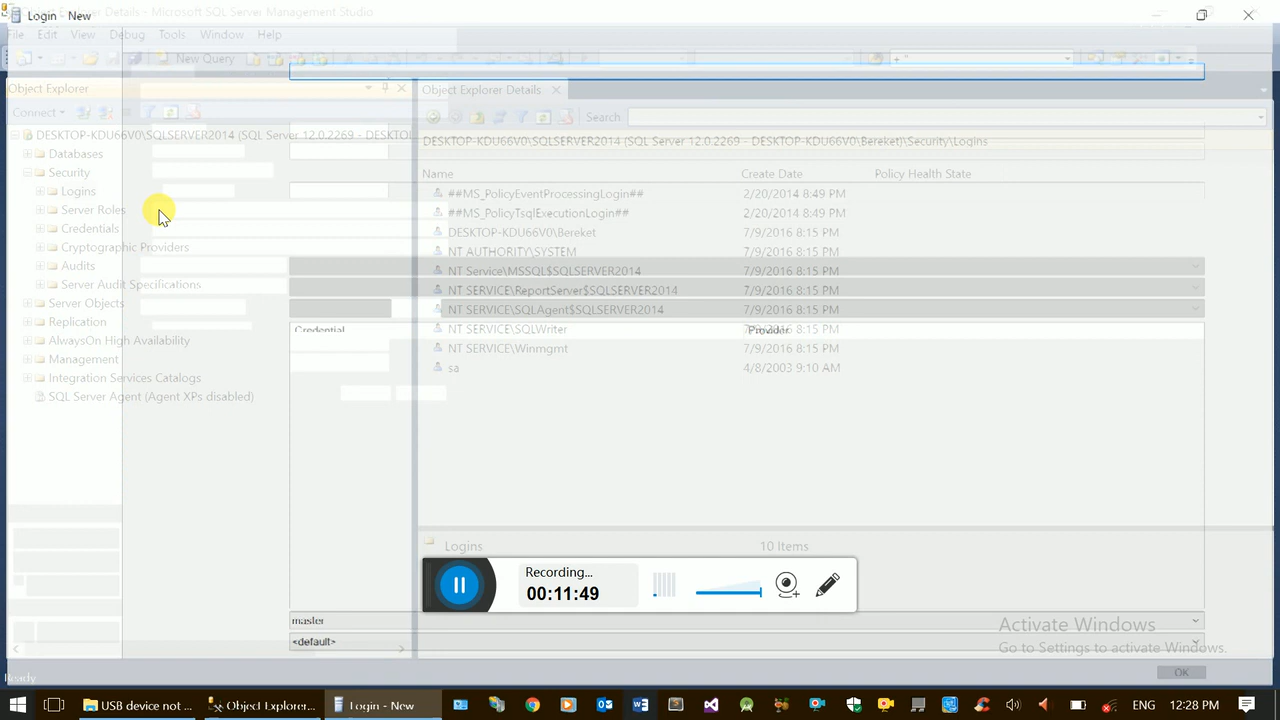 Login - New
Object Explorer Details - Microsoft SQL Server Management Studio
File Edit View Debug Tools Window Help
New Query
Object Explorer
Object Explorer Details
Connect
Search:
DESKTOP-KDU66V0\SQLSERVER2014 (SQL Server 12.0.2269 - DESKTOP
DESKTOP-KDU66V0\SQLSERVER2014 (SQL Server 12.0.2269 - DESKTOP-KDU66V0\Bereket)\Security\Logins
Databases
Security
Logins
Server Roles
Credentials
Cryptographic Providers
Audits
Server Audit Specifications
Server Objects
Replication
AlwaysOn High Availability
Management
Integration Services Catalogs
SQL Server Agent (Agent XPs disabled)
Name Create Date Policy Health State
##MS_PolicyEventProcessingLogin## 2/20/2014 8:49 PM
##MS_PolicyTsqlExecutionLogin## 2/20/2014 8:49 PM
DESKTOP-KDU66V0\Bereket 7/9/2016 8:15 PM
NT AUTHORITY\SYSTEM 7/9/2016 8:15 PM
NT Service\MSSQL$SQLSERVER2014 7/9/2016 8:15 PM
NT SERVICE\ReportServer$SQLSERVER2014 7/9/2016 8:15 PM
NT SERVICE\SQLAgent$SQLSERVER2014 7/9/2016 8:15 PM
NT SERVICE\SQLWriter 7/9/2016 8:15 PM
NT SERVICE\Winmgmt 7/9/2016 8:15 PM
sa 4/8/2003 9:10 AM
Credential Provider
Logins 10 Items
Recording...
00:11:49
master
<default>
Activate Windows
Go to Settings to activate Windows.
OK
Ready
USB device not ...
Object Explorer...
Login - New
12:28 PM